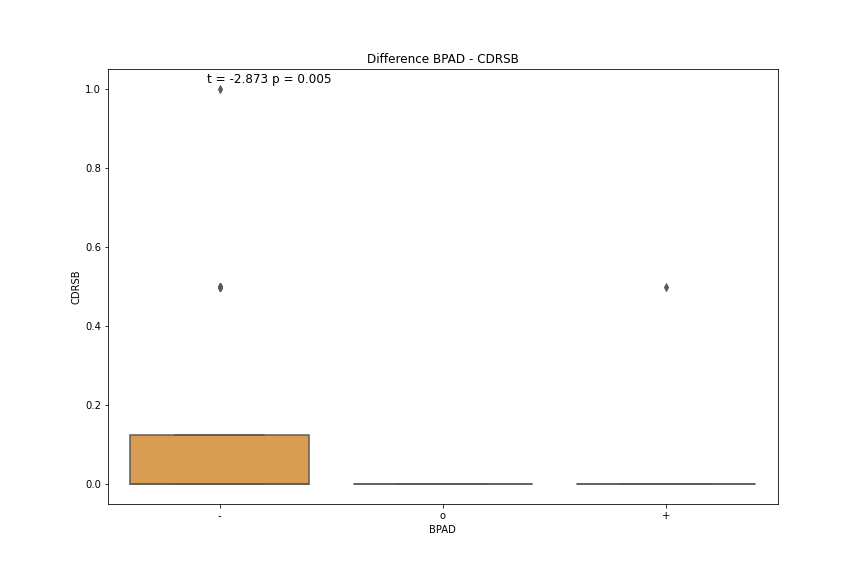 Difference BPAD - CDRSB
t = -2.873 p = 0.005
1.0
0.8
0.6
0.4
0.2
0.0
CDRSB
-
o
+
BPAD